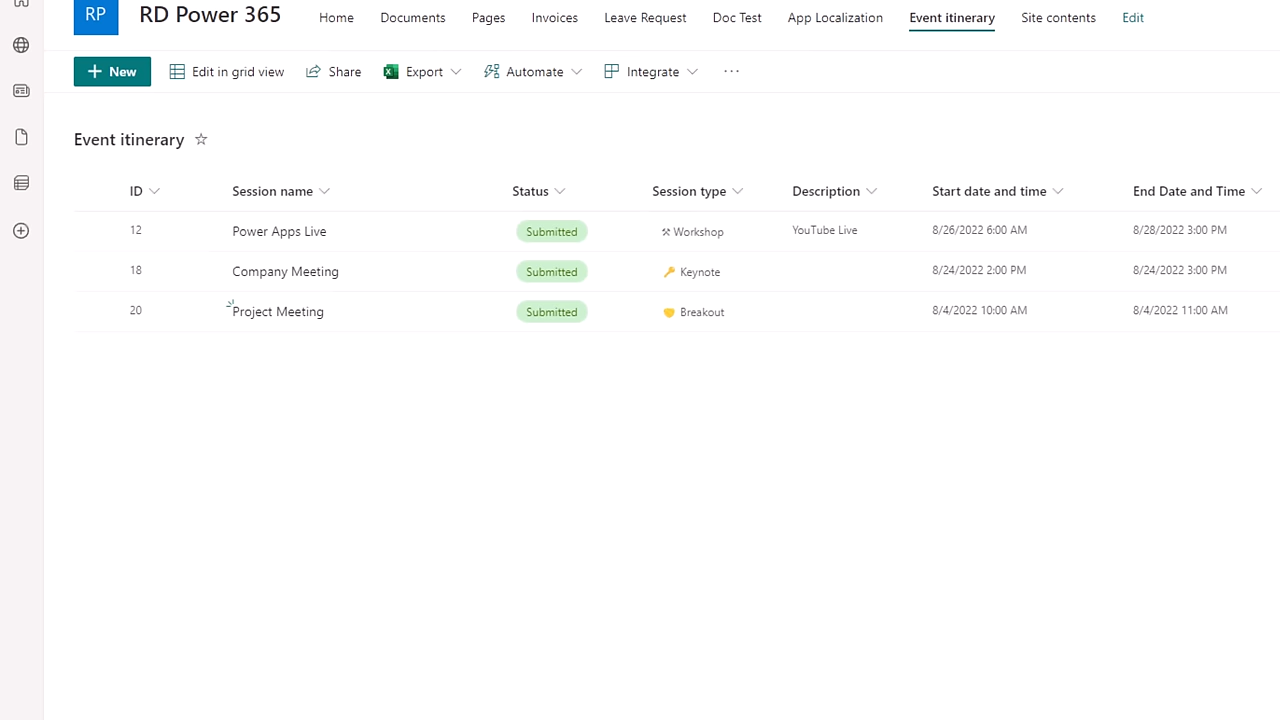 RP RD Power 365 Home Documents Pages Invoices Leave Request Doc Test App Localization Event itinerary Site contents Edit
New Edit in grid view Share Export Automate Integrate ...
Event itinerary
ID Session name Status Session type Description Start date and time End Date and Time
12 Power Apps Live Submitted Workshop YouTube Live 8/26/2022 6:00 AM 8/28/2022 3:00 PM
18 Company Meeting Submitted Keynote 8/24/2022 2:00 PM 8/24/2022 3:00 PM
20 Project Meeting Submitted Breakout 8/4/2022 10:00 AM 8/4/2022 11:00 AM